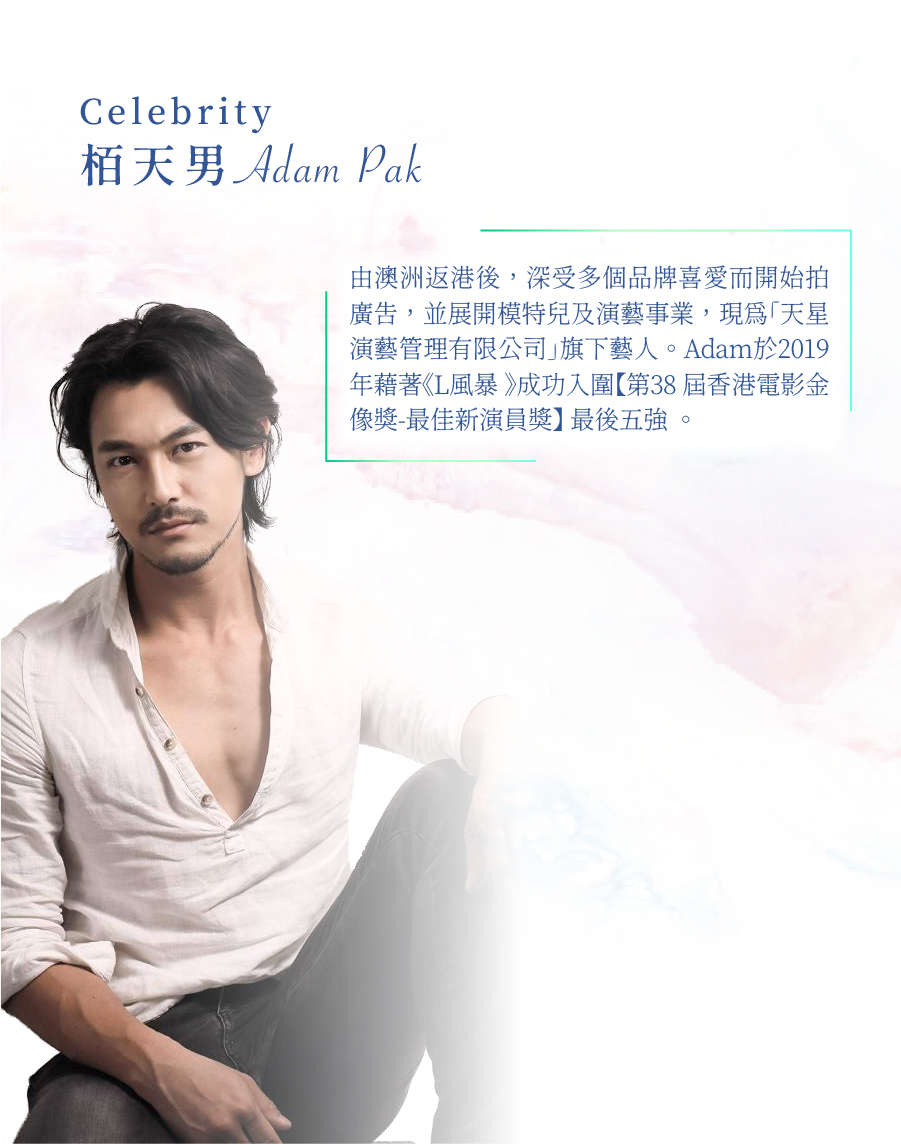 Celebrity
栢天男 Adam Pak
由澳洲返港後，深受多個品牌喜愛而開始拍
廣告，並展開模特兒及演藝事業，現爲「天星
演藝管理有限公司」旗下藝人。Adam於2019
年藉著《L風暴 》成功入圍【第38 屆香港電影金
像獎-最佳新演員獎】最後五強 。